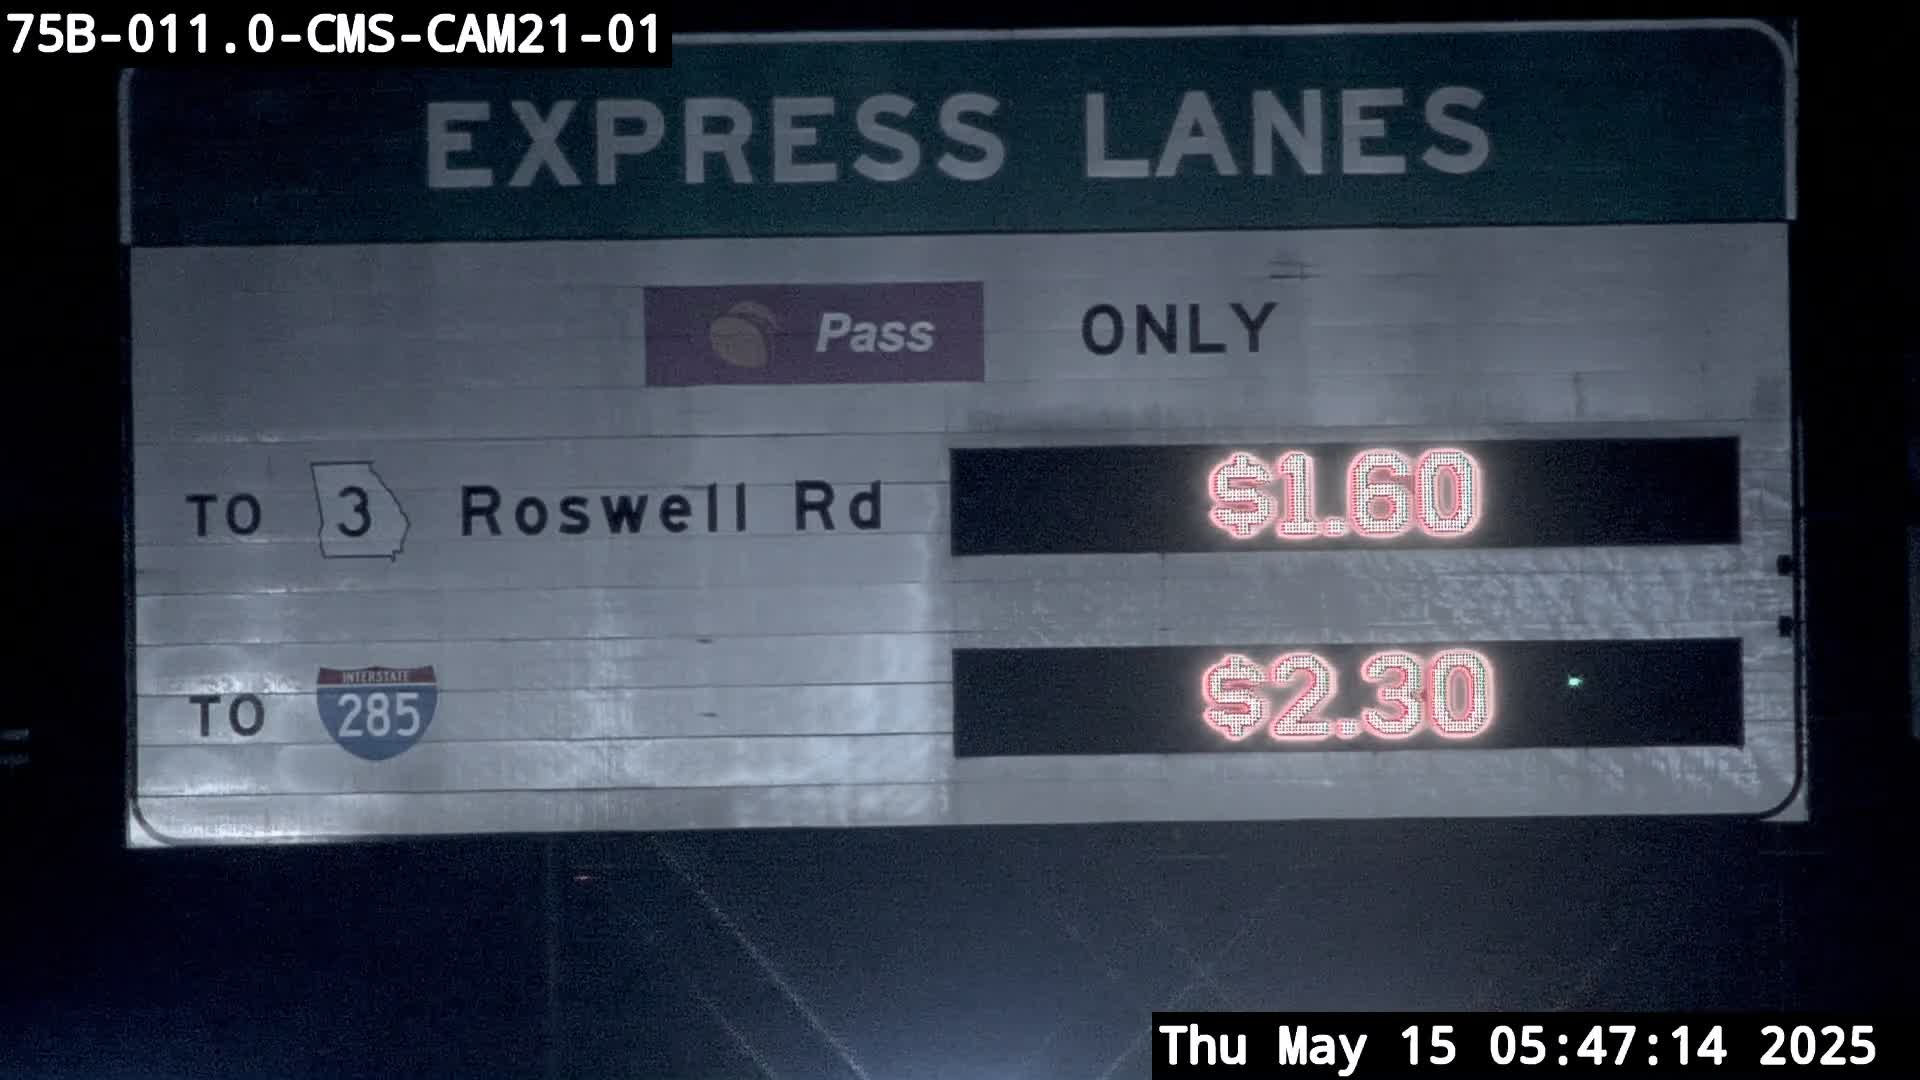 75B-011.0-CMS-CAM21-01
EXPRESS LANES
Pass ONLY
TO 3 Roswell Rd $1.60
TO INTERSTATE 285 $2.30
Thu May 15 05:47:14 2025